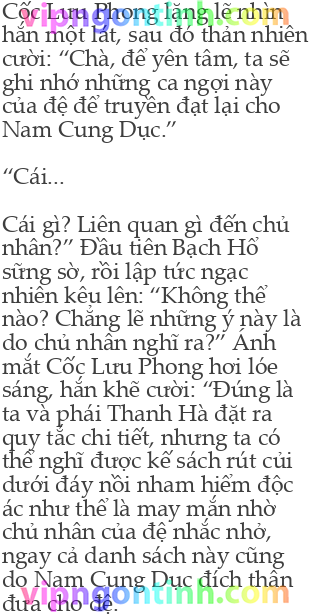 Cốc Lưu Phong lặng lẽ nhìn
hắn một lát, sau đó thản nhiên
cười: “Chà, để yên tâm, ta sẽ
ghi nhớ những ca ngợi này
của đệ để truyền đạt lại cho
Nam Cung Dục.”
“Cái...
Cái gì? Liên quan gì đến chủ
nhân?” Đầu tiên Bạch Hổ
sững sờ, rồi lập tức ngạc
nhiên kêu lên: “Không thể
nào? Chẳng lẽ những ý này là
do chủ nhân nghĩ ra?” Ánh
mắt Cốc Lưu Phong hơi lóe
sáng, hắn khẽ cười: “Đúng là
ta và phái Thanh Hà đặt ra
quy tắc chi tiết, nhưng ta có
thể nghĩ được kế sách rút củi
dưới đáy nồi nham hiểm độc
ác như thế là may mắn nhờ
chủ nhân của đệ nhắc nhở,
ngay cả danh sách này cũng
do Nam Cung Dục đích thân
đưa cho đệ.
vipngontinh.com
vipngontinh.com